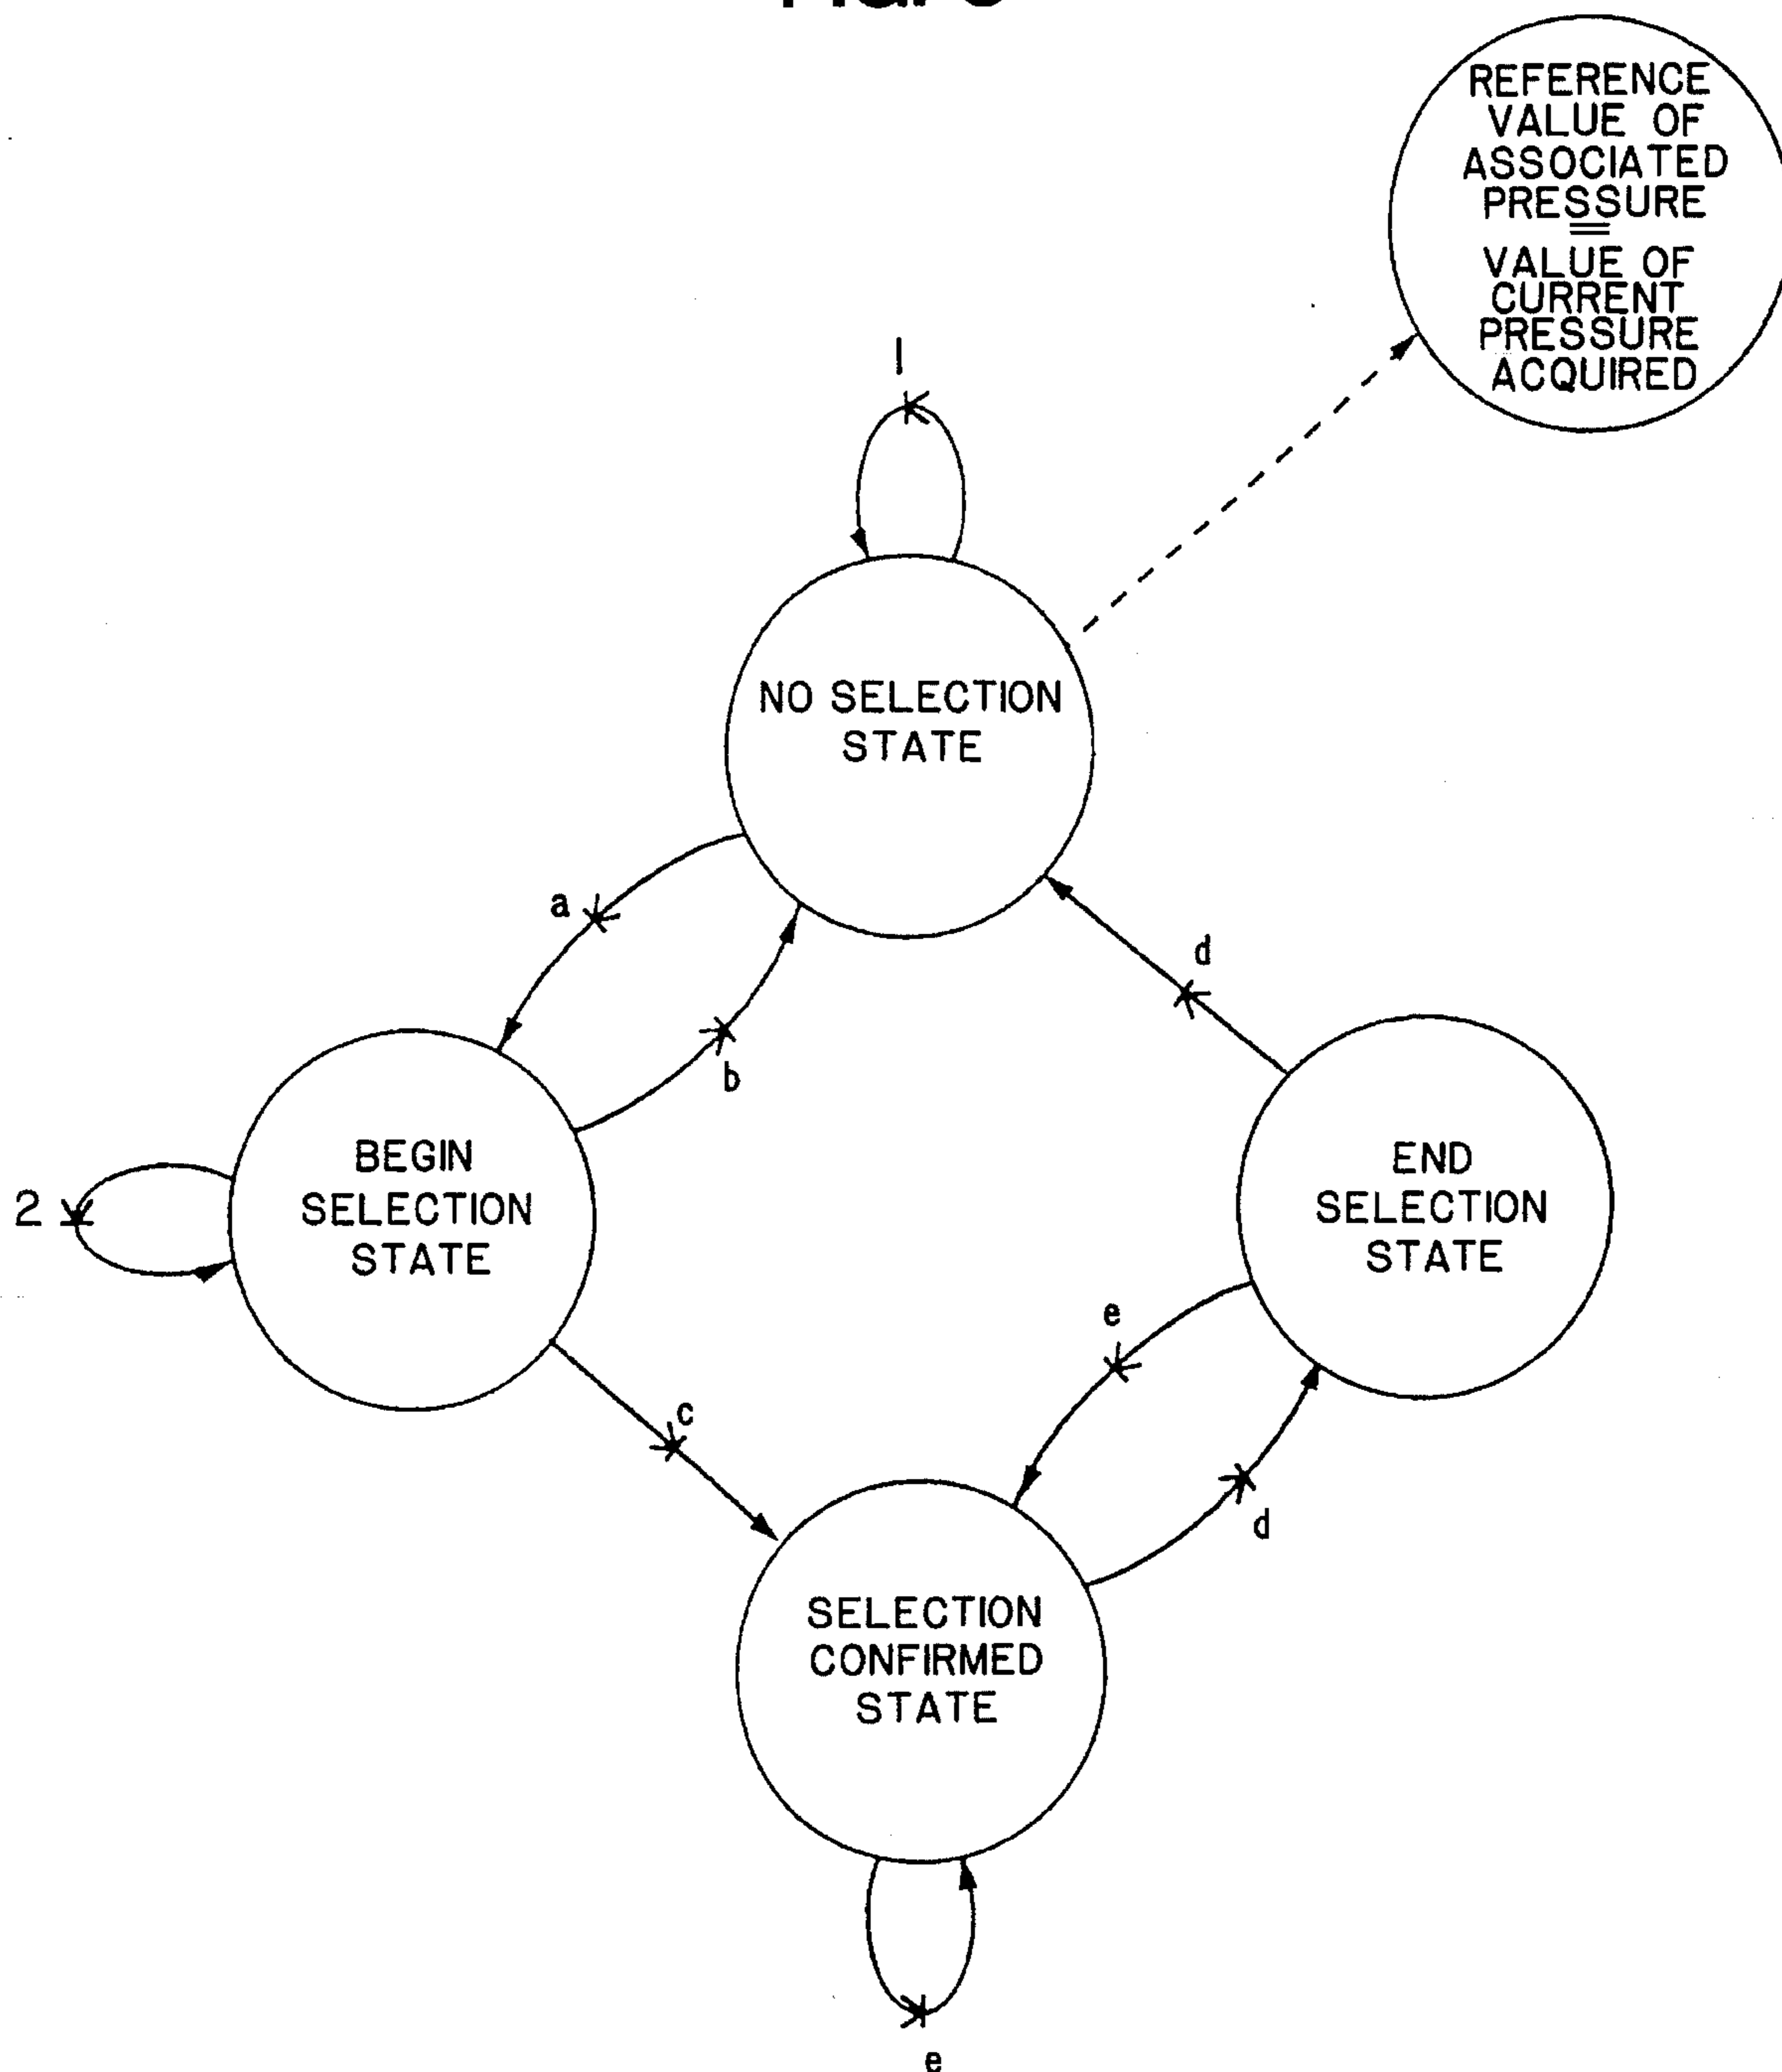 REFERENCE
VALUE OF
ASSOCIATED
PRESSURE
=
VALUE OF
CURRENT
PRESSURE
ACQUIRED
1
NO SELECTION
STATE
a
b
d
BEGIN
SELECTION
STATE
2
END
SELECTION
STATE
e
c
d
SELECTION
CONFIRMED
STATE
e